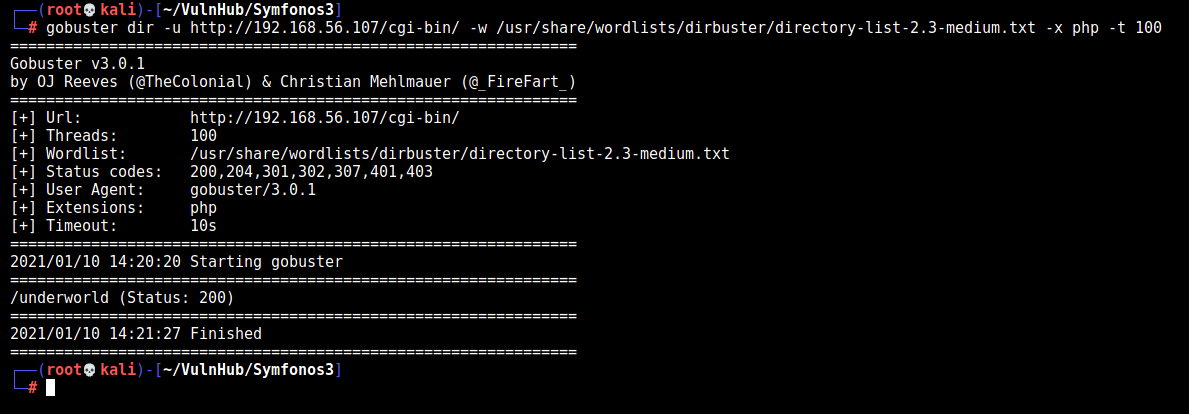 ┌──(root💀kali)-[~/VulnHub/Symfonos3]
└─# gobuster dir -u http://192.168.56.107/cgi-bin/ -w /usr/share/wordlists/dirbuster/directory-list-2.3-medium.txt -x php -t 100
===============================================================
Gobuster v3.0.1
by OJ Reeves (@TheColonial) & Christian Mehlmauer (@_FireFart_)
===============================================================
[+] Url:            http://192.168.56.107/cgi-bin/
[+] Threads:        100
[+] Wordlist:       /usr/share/wordlists/dirbuster/directory-list-2.3-medium.txt
[+] Status codes:   200,204,301,302,307,401,403
[+] User Agent:     gobuster/3.0.1
[+] Extensions:     php
[+] Timeout:        10s
===============================================================
2021/01/10 14:20:20 Starting gobuster
===============================================================
/underworld (Status: 200)
===============================================================
2021/01/10 14:21:27 Finished
===============================================================
┌──(root💀kali)-[~/VulnHub/Symfonos3]
└─#